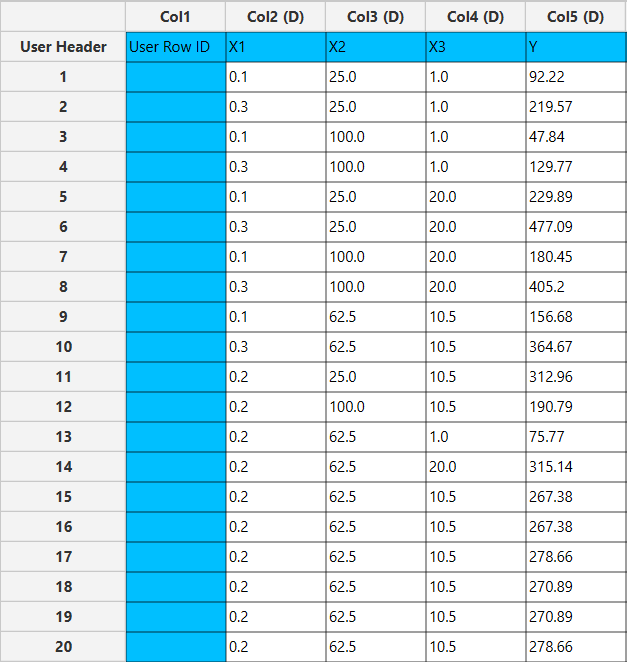 Col1 Col2 (D) Col3 (D) Col4 (D) Col5 (D)
User Header User Row ID X1 X2 X3 Y
1 0.1 25.0 1.0 92.22
2 0.3 25.0 1.0 219.57
3 0.1 100.0 1.0 47.84
4 0.3 100.0 1.0 129.77
5 0.1 25.0 20.0 229.89
6 0.3 25.0 20.0 477.09
7 0.1 100.0 20.0 180.45
8 0.3 100.0 20.0 405.2
9 0.1 62.5 10.5 156.68
10 0.3 62.5 10.5 364.67
11 0.2 25.0 10.5 312.96
12 0.2 100.0 10.5 190.79
13 0.2 62.5 1.0 75.77
14 0.2 62.5 20.0 315.14
15 0.2 62.5 10.5 267.38
16 0.2 62.5 10.5 267.38
17 0.2 62.5 10.5 278.66
18 0.2 62.5 10.5 270.89
19 0.2 62.5 10.5 270.89
20 0.2 62.5 10.5 278.66